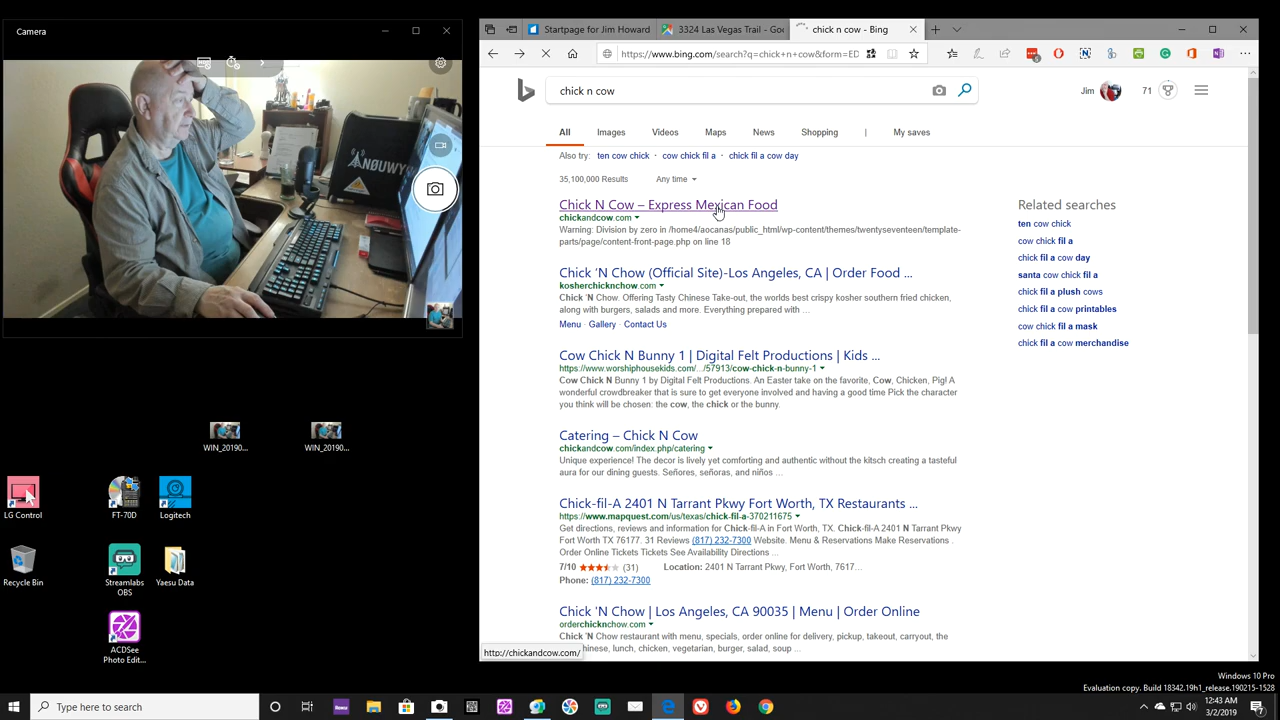 Camera
NOUWY
WIN_20190...
WIN_20190...
LG Control
FT-70D
Logitech
Recycle Bin
Streamlabs
OBS
Yaesu Data
ACDSee
Photo Edit...
Startpage for Jim Howard
3324 Las Vegas Trail - Goo
chick n cow - Bing
https://www.bing.com/search?q=chick+n+cow&form=ED
chick n cow
Jim
71
All
Images
Videos
Maps
News
Shopping
|
My saves
Also try: ten cow chick · cow chick fil a · chick fil a cow day
35,100,000 Results
Any time
Chick N Cow – Express Mexican Food
chickandcow.com
Warning: Division by zero in /home4/aocanas/public_html/wp-content/themes/twentyseventeen/template-
parts/page/content-front-page.php on line 18
Chick ‘N Chow (Official Site)-Los Angeles, CA | Order Food ...
kosherchicknchow.com
Chick 'N Chow. Offering Tasty Chinese Take-out, the worlds best crispy kosher southern fried chicken,
along with burgers, salads and more. Everything prepared with ...
Menu · Gallery · Contact Us
Cow Chick N Bunny 1 | Digital Felt Productions | Kids ...
https://www.worshiphousekids.com/.../57913/cow-chick-n-bunny-1
Cow Chick N Bunny 1 by Digital Felt Productions. An Easter take on the favorite, Cow, Chicken, Pig! A
wonderful crowdbreaker that is sure to get everyone involved and having a good time Pick the character
you think will be chosen: the cow, the chick or the bunny.
Catering – Chick N Cow
chickandcow.com/index.php/catering
Unique experience! The decor is lively yet comforting and authentic without the kitsch creating a tasteful
aura for our dining guests. Señores, señoras, and niños ...
Chick-fil-A 2401 N Tarrant Pkwy Fort Worth, TX Restaurants ...
https://www.mapquest.com/us/texas/chick-fil-a-370211675
Get directions, reviews and information for Chick-fil-A in Fort Worth, TX. Chick-fil-A 2401 N Tarrant Pkwy
Fort Worth TX 76177. 31 Reviews (817) 232-7300 Website. Menu & Reservations Make Reservations .
Order Online Tickets Tickets See Availability Directions ...
7/10 (31) Location: 2401 N Tarrant Pkwy, Fort Worth, 7617...
Phone: (817) 232-7300
Chick 'N Chow | Los Angeles, CA 90035 | Menu | Order Online
orderchicknchow.com
Chick 'N Chow restaurant with menu, specials, order online for delivery, pickup, takeout, carryout, the
hinese, lunch, chicken, vegetarian, burger, salad, soup ...
http://chickandcow.com/
Related searches
ten cow chick
cow chick fil a
chick fil a cow day
santa cow chick fil a
chick fil a plush cows
chick fil a cow printables
cow chick fil a mask
chick fil a cow merchandise
Windows 10 Pro
Evaluation copy. Build 18342.19h1_release.190215-1528
Type here to search
Roku
12:43 AM
3/2/2019
7